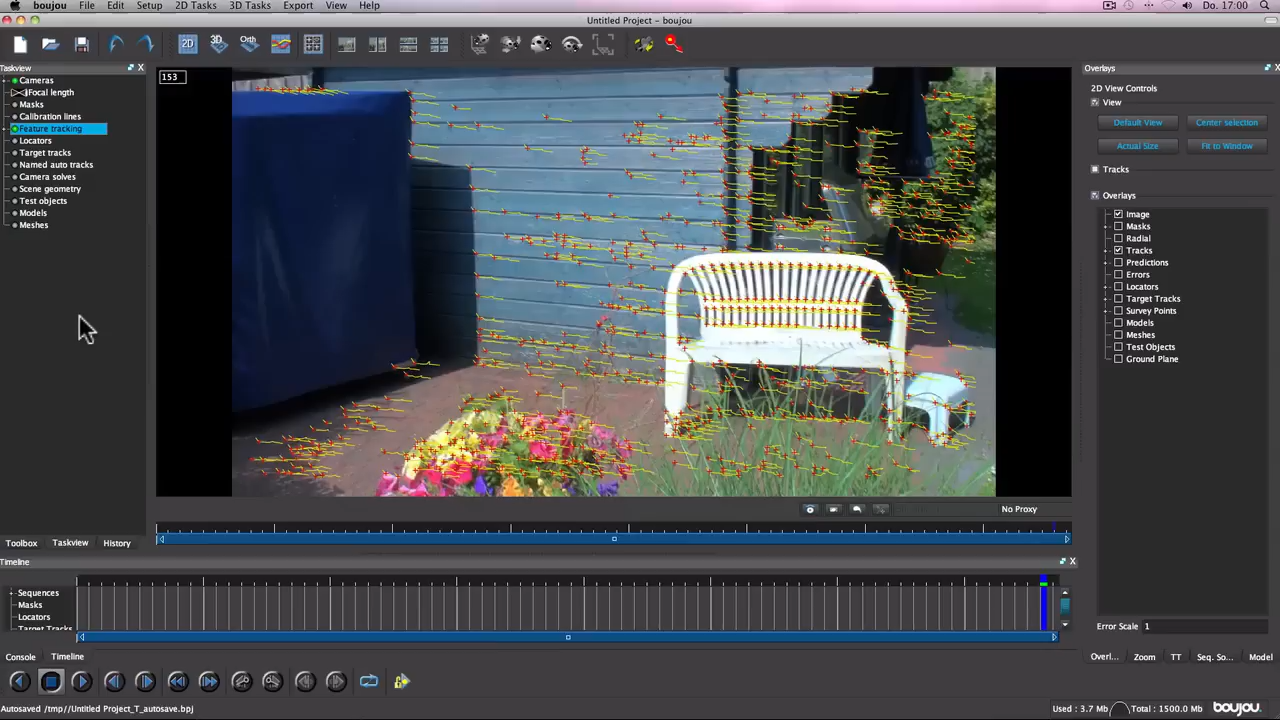 boujou File Edit Setup 2D Tasks 3D Tasks Export View Help Do. 17:00
Untitled Project - boujou
2D 3D Orth
Taskview
Cameras
Focal length
Masks
Calibration lines
Feature tracking
Locators
Target tracks
Named auto tracks
Camera solves
Scene geometry
Test objects
Models
Meshes
Toolbox Taskview History
153
No Proxy
Overlays
2D View Controls
View
Default View Center selection
Actual Size Fit to Window
Tracks
Overlays
Image
Masks
Radial
Tracks
Predictions
Errors
Locators
Target Tracks
Survey Points
Models
Meshes
Test Objects
Ground Plane
Error Scale 1
Overl... Zoom TT Seq. So... Model
Timeline
Sequences
Masks
Locators
Target Tracks
Console Timeline
Autosaved /tmp//Untitled Project_T_autosave.bpj
Used : 3.7 Mb Total : 1500.0 Mb boujou